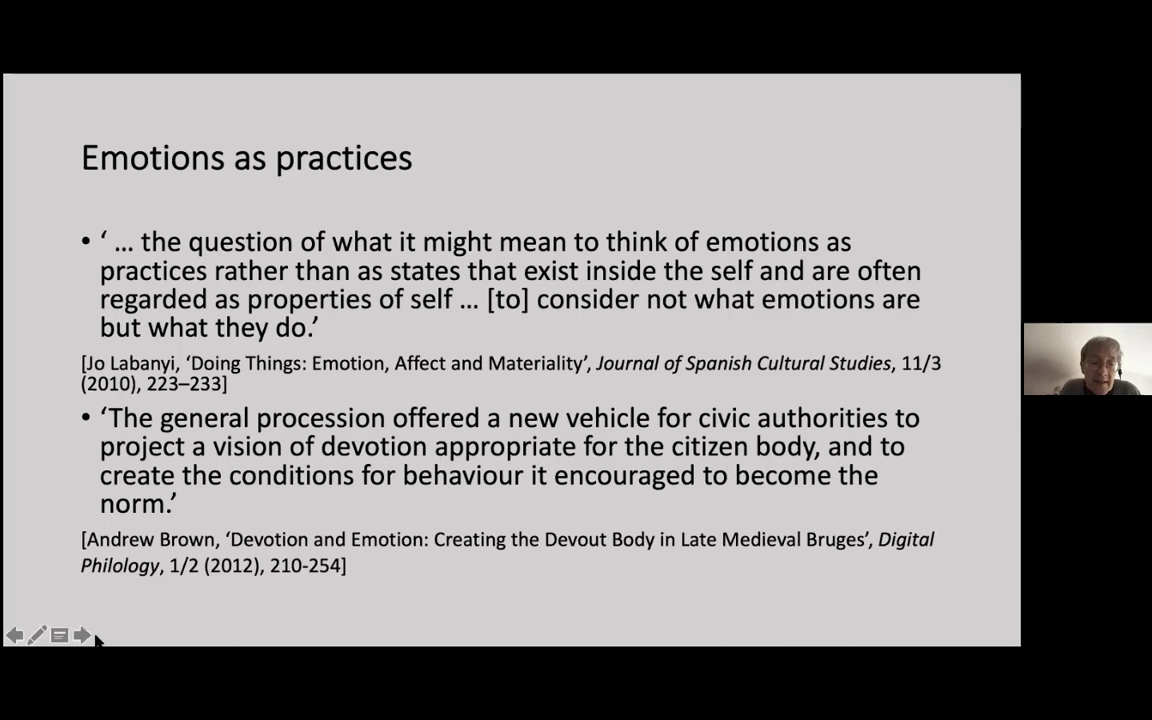 Emotions as practices
• ‘ … the question of what it might mean to think of emotions as
practices rather than as states that exist inside the self and are often
regarded as properties of self … [to] consider not what emotions are
but what they do.’
[Jo Labanyi, ‘Doing Things: Emotion, Affect and Materiality’, Journal of Spanish Cultural Studies, 11/3
(2010), 223–233]
• ‘The general procession offered a new vehicle for civic authorities to
project a vision of devotion appropriate for the citizen body, and to
create the conditions for behaviour it encouraged to become the
norm.’
[Andrew Brown, ‘Devotion and Emotion: Creating the Devout Body in Late Medieval Bruges’, Digital
Philology, 1/2 (2012), 210-254]